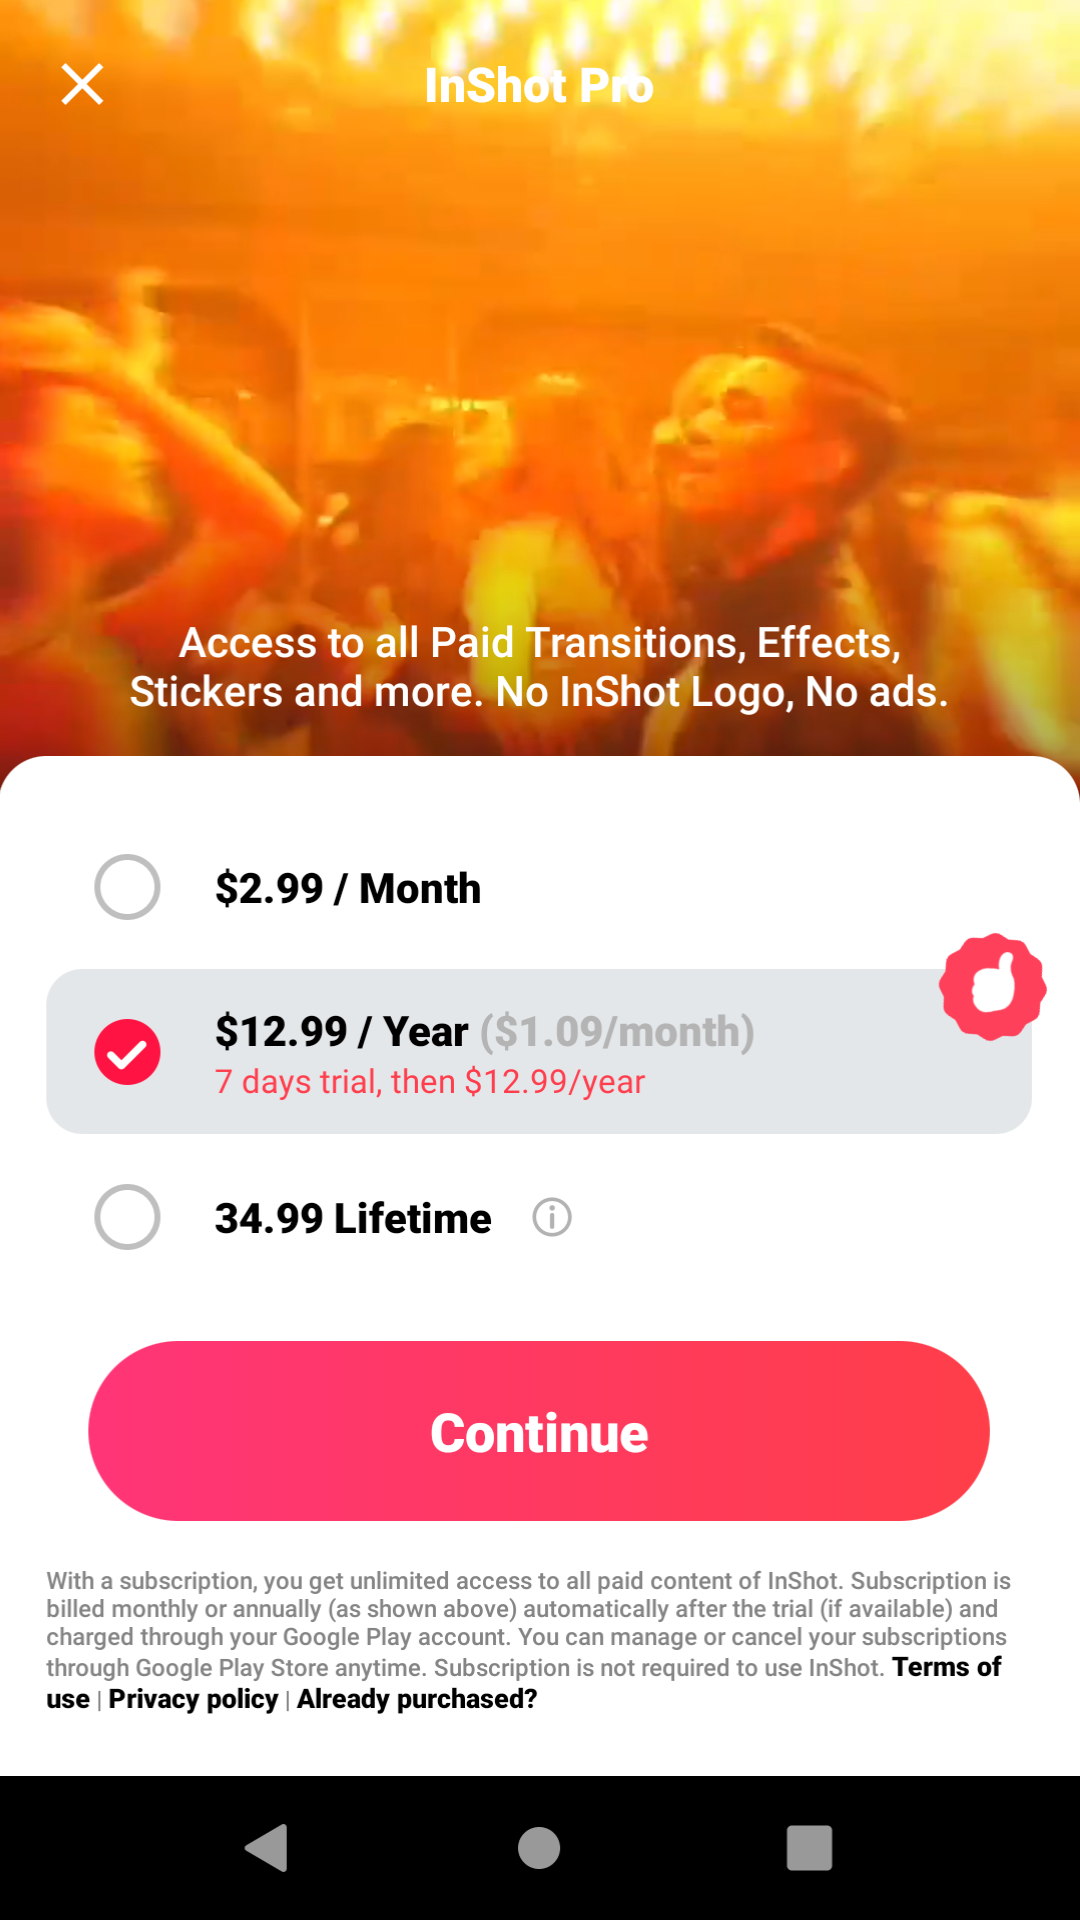 InShot Pro
Access to all Paid Transitions, Effects,
Stickers and more. No InShot Logo, No ads.
$2.99 / Month
$12.99 / Year ($1.09/month)
7 days trial, then $12.99/year
34.99 Lifetime
Continue
With a subscription, you get unlimited access to all paid content of InShot. Subscription is
billed monthly or annually (as shown above) automatically after the trial (if available) and
charged through your Google Play account. You can manage or cancel your subscriptions
through Google Play Store anytime. Subscription is not required to use InShot. Terms of
use | Privacy policy | Already purchased?